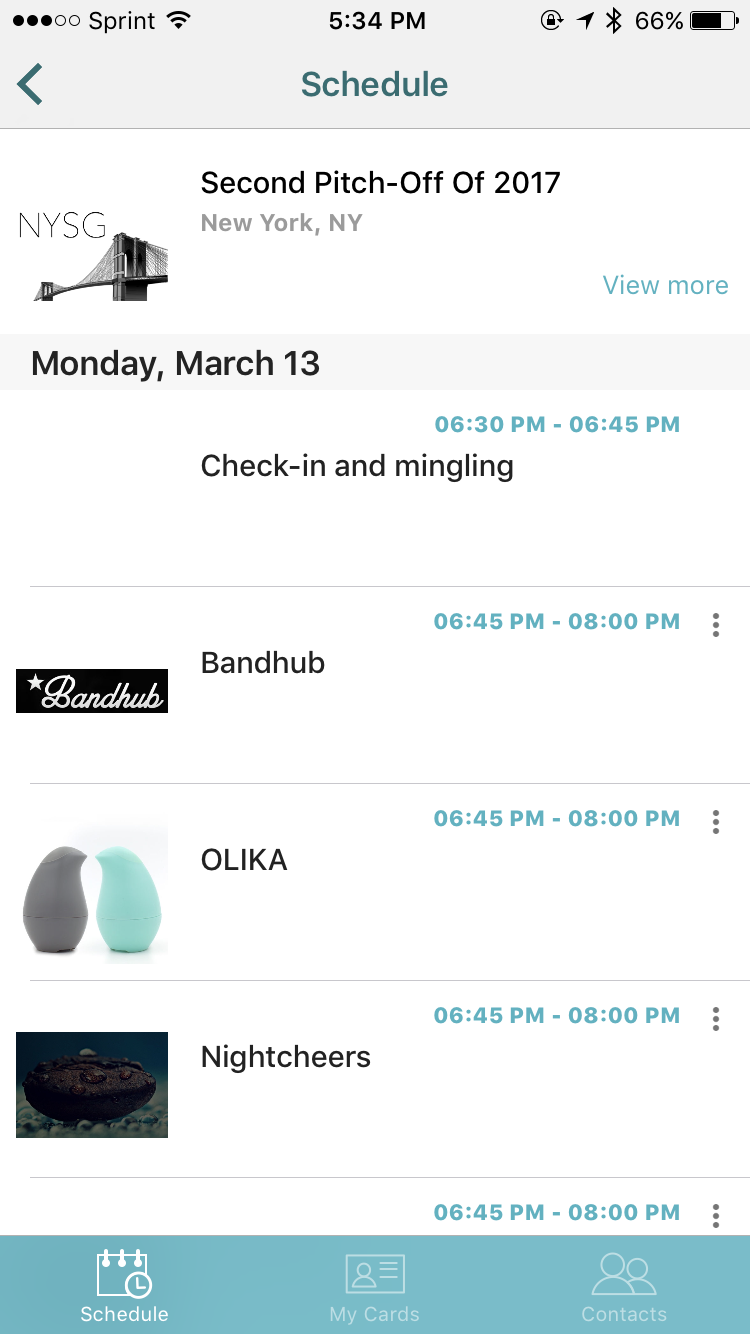 Sprint 5:34 PM 66%
Schedule
Second Pitch-Off Of 2017
NYSG
New York, NY
View more
Monday, March 13
06:30 PM - 06:45 PM
Check-in and mingling
06:45 PM - 08:00 PM
Bandhub
Bandhub
06:45 PM - 08:00 PM
OLIKA
06:45 PM - 08:00 PM
Nightcheers
06:45 PM - 08:00 PM
Schedule My Cards Contacts